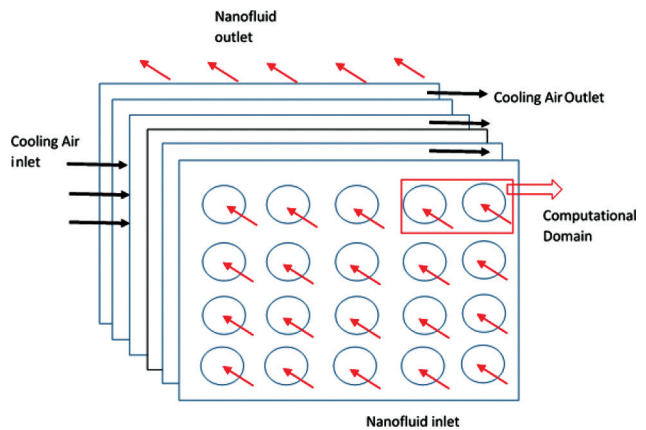 Nanofluid
outlet
Cooling Air Outlet
Cooling Air
inlet
Computational
Domain
Nanofluid inlet